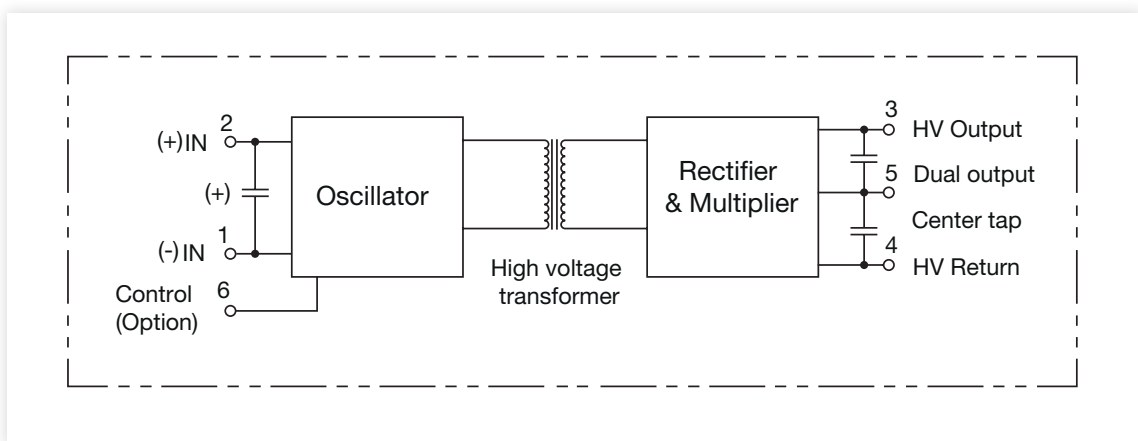 2
(+)IN
(+)
1
(-)IN
Control
(Option)
6
Oscillator
High voltage
transformer
Rectifier
& Multiplier
3
HV Output
5
Dual output
Center tap
4
HV Return